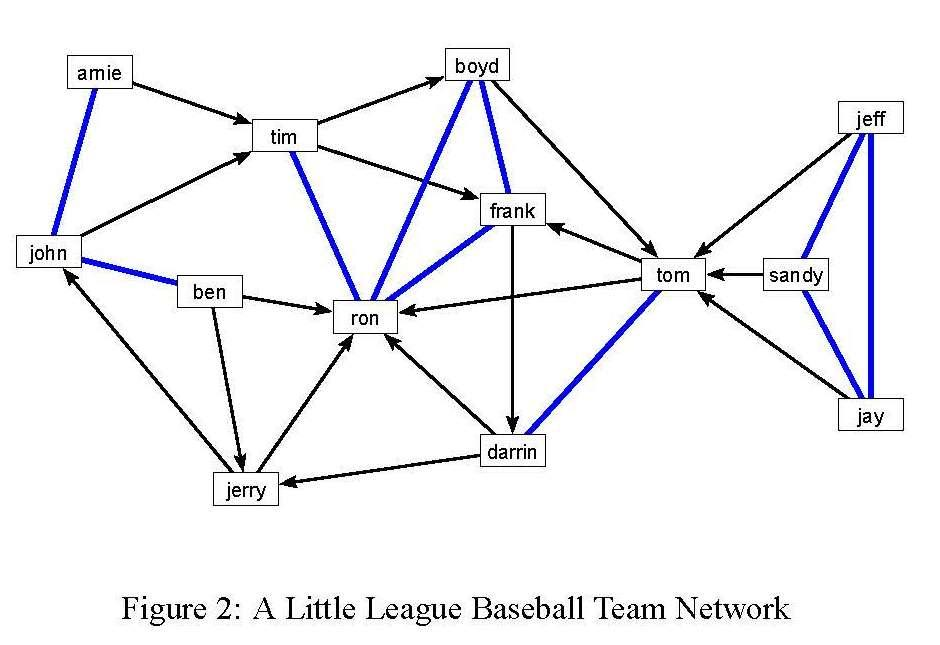 arnie
boyd
jeff
tim
frank
john
tom
sandy
ben
ron
jay
darrin
jerry
Figure 2: A Little League Baseball Team Network